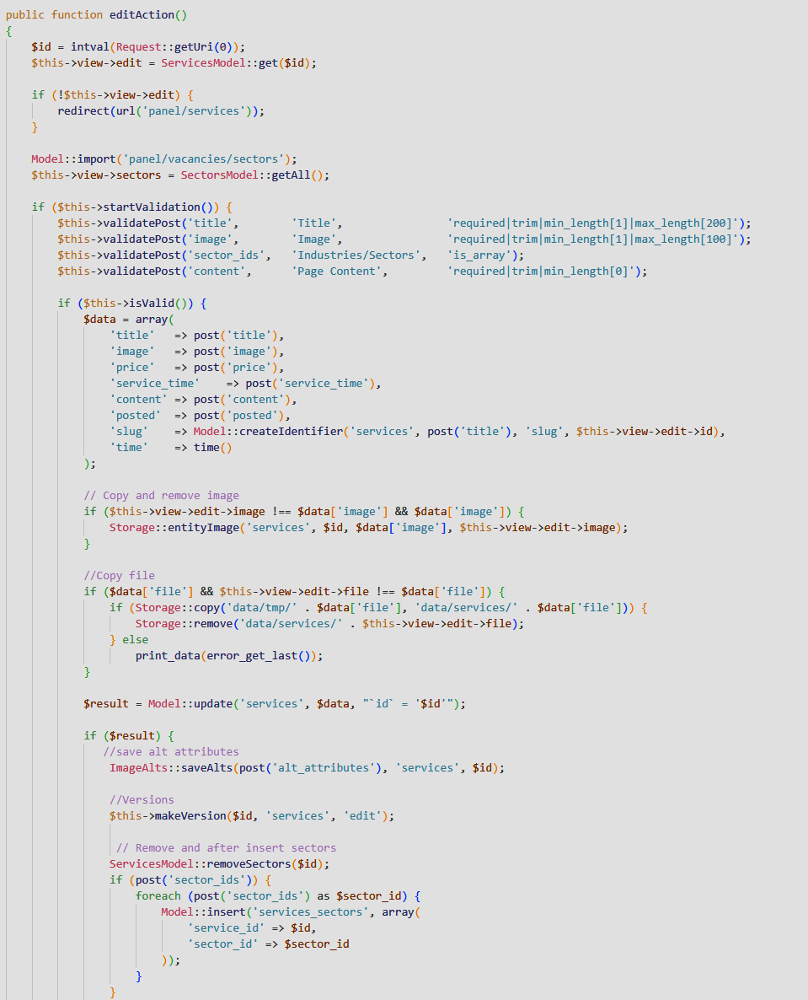 public function editAction()
{
    $id = intval(Request::getUri(0));
    $this->view->edit = ServicesModel::get($id);

    if (!$this->view->edit) {
        redirect(url('panel/services'));
    }

    Model::import('panel/vacancies/sectors');
    $this->view->sectors = SectorsModel::getAll();

    if ($this->startValidation()) {
        $this->validatePost('title',        'Title',                'required|trim|min_length[1]|max_length[200]');
        $this->validatePost('image',        'Image',                'required|trim|min_length[1]|max_length[100]');
        $this->validatePost('sector_ids',   'Industries/Sectors',   'is_array');
        $this->validatePost('content',      'Page Content',         'required|trim|min_length[0]');

        if ($this->isValid()) {
            $data = array(
                'title'   => post('title'),
                'image'   => post('image'),
                'price'   => post('price'),
                'service_time'    => post('service_time'),
                'content' => post('content'),
                'posted'  => post('posted'),
                'slug'    => Model::createIdentifier('services', post('title'), 'slug', $this->view->edit->id),
                'time'    => time()
            );

            // Copy and remove image
            if ($this->view->edit->image !== $data['image'] && $data['image']) {
                Storage::entityImage('services', $id, $data['image'], $this->view->edit->image);
            }

            //Copy file
            if ($data['file'] && $this->view->edit->file !== $data['file']) {
                if (Storage::copy('data/tmp/' . $data['file'], 'data/services/' . $data['file'])) {
                    Storage::remove('data/services/' . $this->view->edit->file);
                } else
                    print_data(error_get_last());
            }

            $result = Model::update('services', $data, "`id` = '$id'");

            if ($result) {
               //save alt attributes
                ImageAlts::saveAlts(post('alt_attributes'), 'services', $id);

                //Versions
                $this->makeVersion($id, 'services', 'edit');

                 // Remove and after insert sectors
                ServicesModel::removeSectors($id);
                if (post('sector_ids')) {
                    foreach (post('sector_ids') as $sector_id) {
                        Model::insert('services_sectors', array(
                            'service_id' => $id,
                            'sector_id' => $sector_id
                        ));
                    }
                }